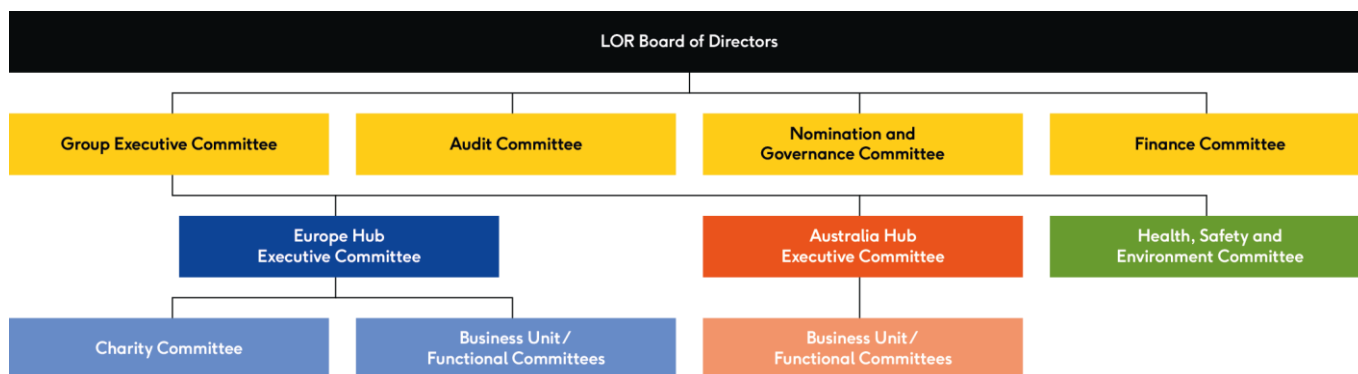 LOR Board of Directors
Group Executive Committee
Audit Committee
Nomination and
Governance Committee
Finance Committee
Europe Hub
Executive Committee
Australia Hub
Executive Committee
Health, Safety and
Environment Committee
Charity Committee
Business Unit/
Functional Committees
Business Unit/
Functional Committees